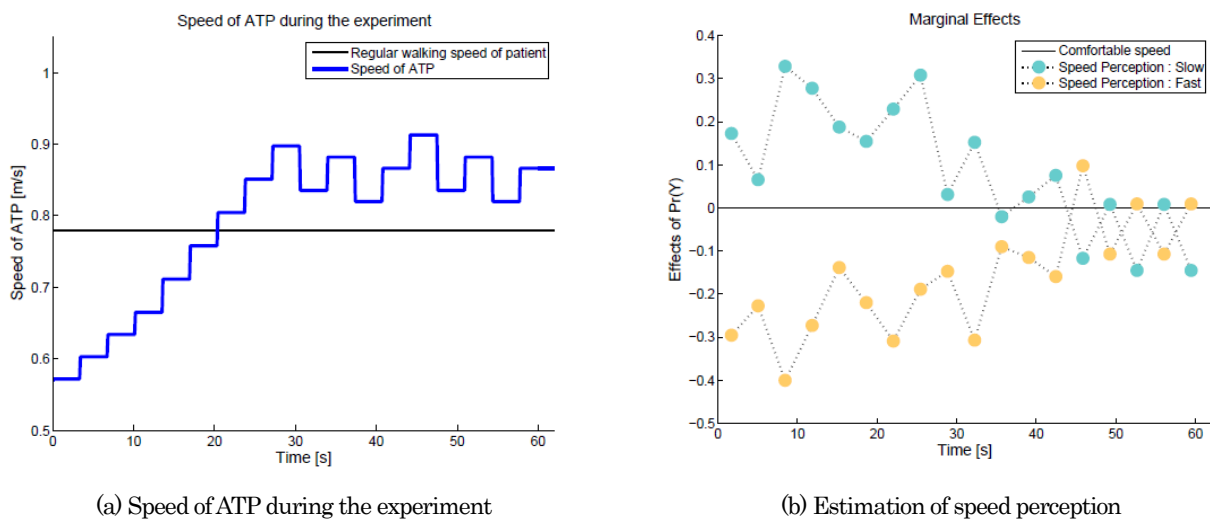 Speed of ATP during the experiment
Regular walking speed of patient
Speed of ATP
1
0.9
0.8
0.7
0.6
0.5
Speed of ATP [m/s]
0
10
20
30
40
50
60
Time [s]
(a) Speed of ATP during the experiment
Marginal Effects
Comfortable speed
Speed Perception : Slow
Speed Perception : Fast
0.4
0.3
0.2
0.1
0
−0.1
−0.2
−0.3
−0.4
−0.5
Effects of Pr(Y)
0
10
20
30
40
50
60
Time [s]
(b) Estimation of speed perception